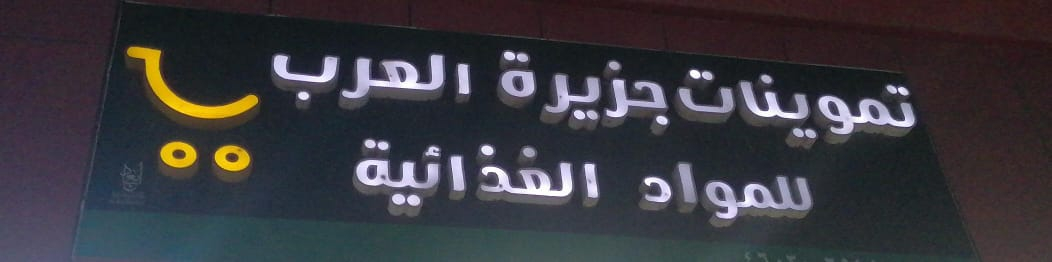 تموينات جزيرة العرب
للمواد الغذائية